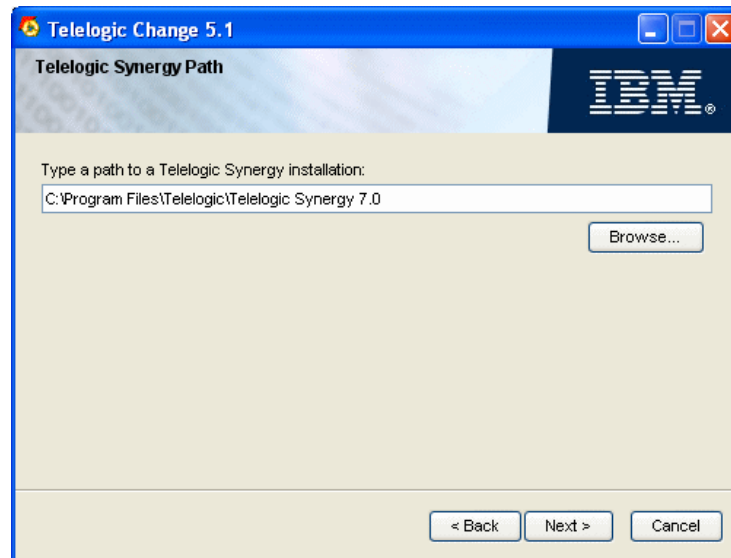 Telelogic Change 5.1
Telelogic Synergy Path
IBM®
Type a path to a Telelogic Synergy installation:
C:\Program Files\Telelogic\Telelogic Synergy 7.0
Browse...
< Back
Next >
Cancel